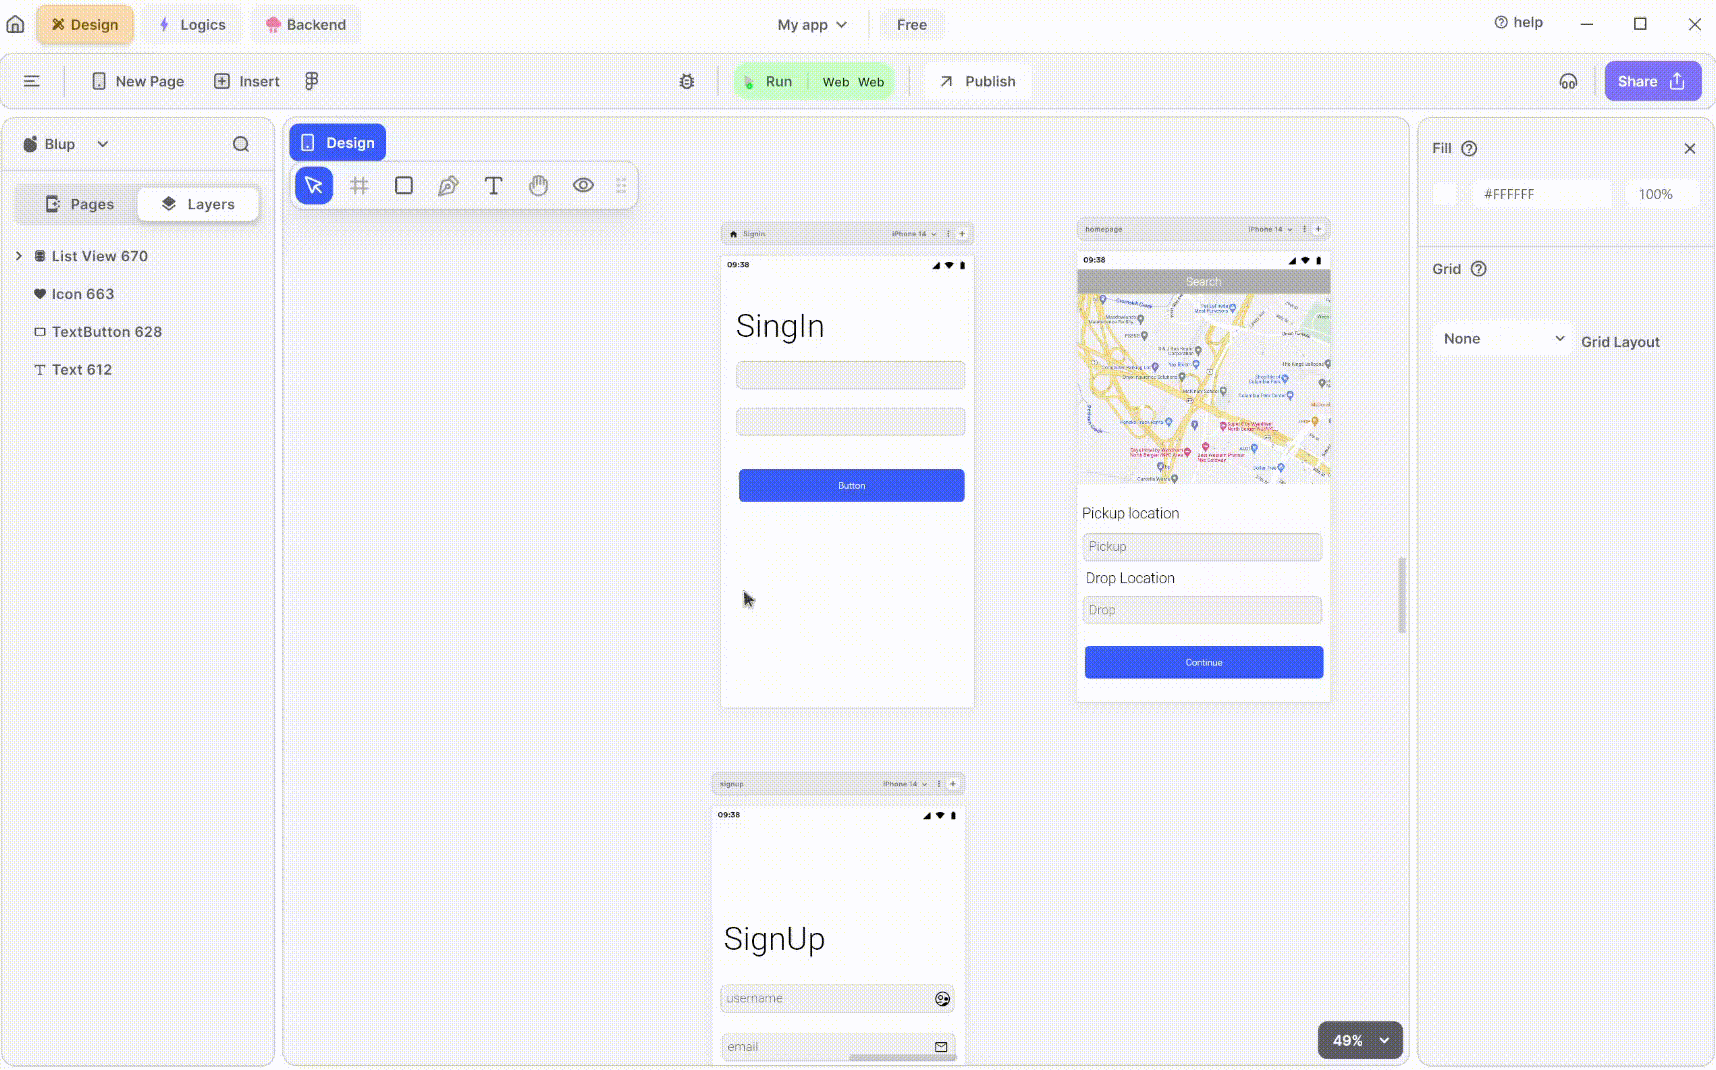 Design Logics Backend My app Free help
New Page Insert Run Web Web Publish Share
Blup
Pages Layers
List View 670
Icon 663
TextButton 628
Text 612
Design
SignIn iPhone 14
09:38
SingIn
Button
homepage iPhone 14
09:38
Search
Pickup location
Pickup
Drop Location
Drop
Continue
signup iPhone 14
09:38
SignUp
username
email
49%
Fill
#FFFFFF 100%
Grid
None Grid Layout